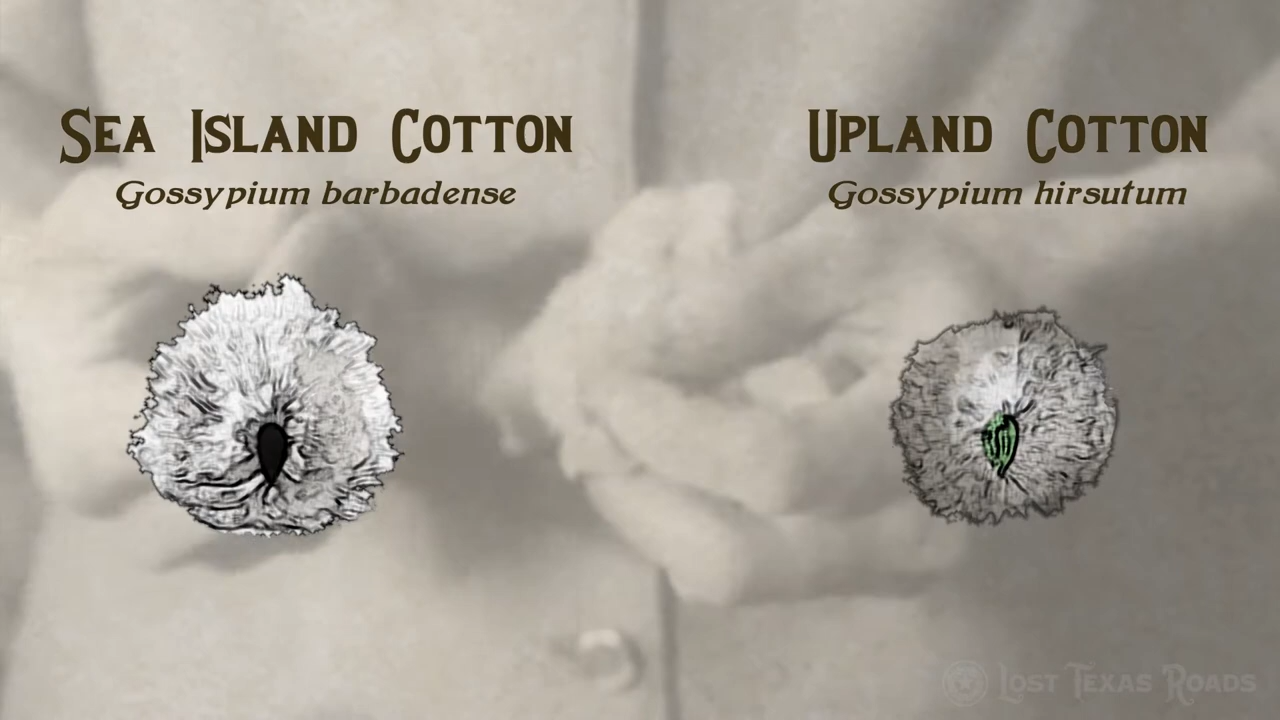 Sea Island Cotton
Gossypium barbadense
Upland Cotton
Gossypium hirsutum
Lost Texas Roads